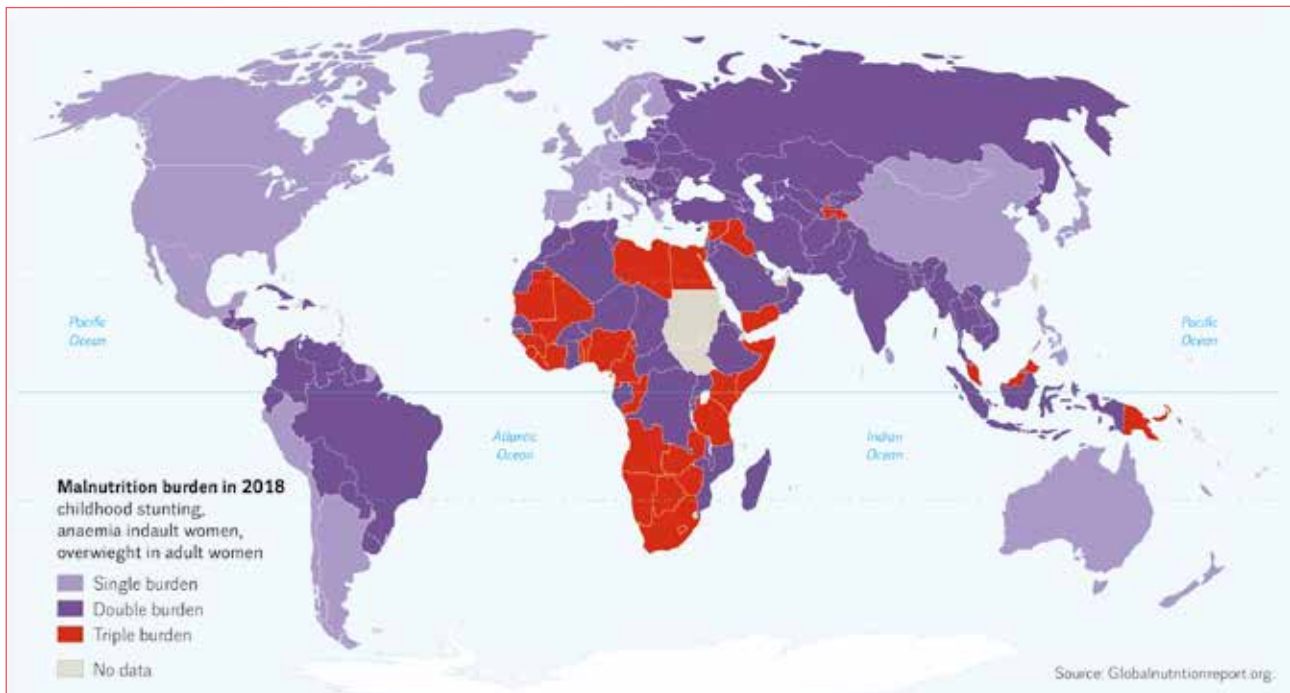 Pacific
Ocean
Pacific
Ocean
Atlantic
Ocean
Indian
Ocean
Malnutrition burden in 2018
childhood stunting,
anaemia indault women,
overwieght in adult women
Single burden
Double burden
Triple burden
No data
Source: Globalnutntionreport.org.